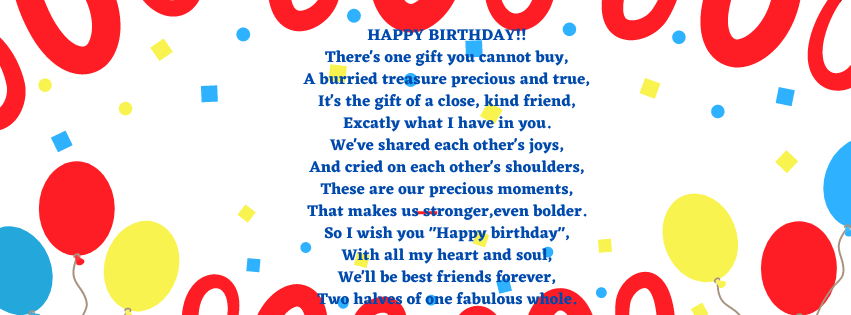 HAPPY BIRTHDAY!!
There's one gift you cannot buy,
A burried treasure precious and true,
It's the gift of a close, kind friend,
Excatly what I have in you.
We've shared each other's joys,
And cried on each other's shoulders,
These are our precious moments,
That makes us stronger,even bolder.
So I wish you "Happy birthday",
With all my heart and soul,
We'll be best friends forever,
Two halves of one fabulous whole.